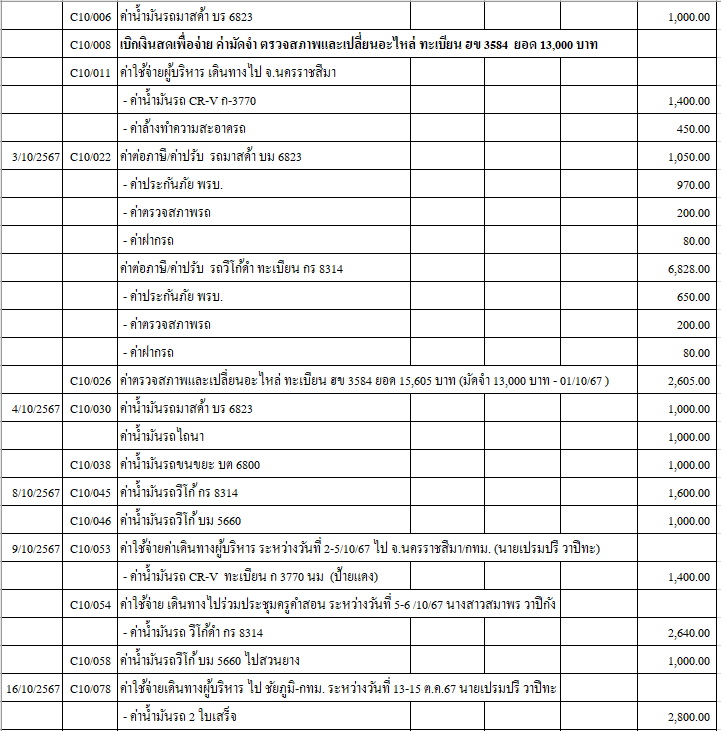 C10/006 ค่าน้ำมันรถมาสด้า บร 6823 1,000.00
C10/008 เบิกเงินสดเพื่อจ่าย ค่ามัดจำ ตรวจสภาพและเปลี่ยนอะไหล่ ทะเบียน ฮข 3584 ยอด 13,000 บาท
C10/011 ค่าใช้จ่ายผู้บริหาร เดินทางไป จ.นครราชสีมา
- ค่าน้ำมันรถ CR-V ก-3770 1,400.00
- ค่าล้างทำความสะอาดรถ 450.00
3/10/2567 C10/022 ค่าต่อภาษี/ค่าปรับ รถมาสด้า บม 6823 1,050.00
- ค่าประกันภัย พรบ. 970.00
- ค่าตรวจสภาพรถ 200.00
- ค่าฝากรถ 80.00
ค่าต่อภาษี/ค่าปรับ รถวีโก้ดำ ทะเบียน กร 8314 6,828.00
- ค่าประกันภัย พรบ. 650.00
- ค่าตรวจสภาพรถ 200.00
- ค่าฝากรถ 80.00
C10/026 ค่าตรวจสภาพและเปลี่ยนอะไหล่ ทะเบียน ฮข 3584 ยอด 15,605 บาท (มัดจำ 13,000 บาท - 01/10/67 ) 2,605.00
4/10/2567 C10/030 ค่าน้ำมันรถมาสด้า บร 6823 1,000.00
ค่าน้ำมันรถไถนา 1,000.00
C10/038 ค่าน้ำมันรถขนขยะ บต 6800 1,000.00
8/10/2567 C10/045 ค่าน้ำมันรถวีโก้ กร 8314 1,600.00
C10/046 ค่าน้ำมันรถวีโก้ บม 5660 1,000.00
9/10/2567 C10/053 ค่าใช้จ่ายค่าเดินทางผู้บริหาร ระหว่างวันที่ 2-5/10/67 ไป จ.นครราชสีมา/กทม. (นายเปรมปรี วาปีทะ)
- ค่าน้ำมันรถ CR-V ทะเบียน ก 3770 นม (ป้ายแดง) 1,400.00
C10/054 ค่าใช้จ่าย เดินทางไปร่วมประชุมครูคำสอน ระหว่างวันที่ 5-6 /10/67 นางสาวสมาพร วาปีกัง
- ค่าน้ำมันรถ วีโก้ดำ กร 8314 2,640.00
C10/058 ค่าน้ำมันรถวีโก้ บม 5660 ไปสวนยาง 1,000.00
16/10/2567 C10/078 ค่าใช้จ่ายเดินทางผู้บริหาร ไป ชัยภูมิ-กทม. ระหว่างวันที่ 13-15 ต.ค.67 นายเปรมปรี วาปีทะ
- ค่าน้ำมันรถ 2 ใบเสร็จ 2,800.00